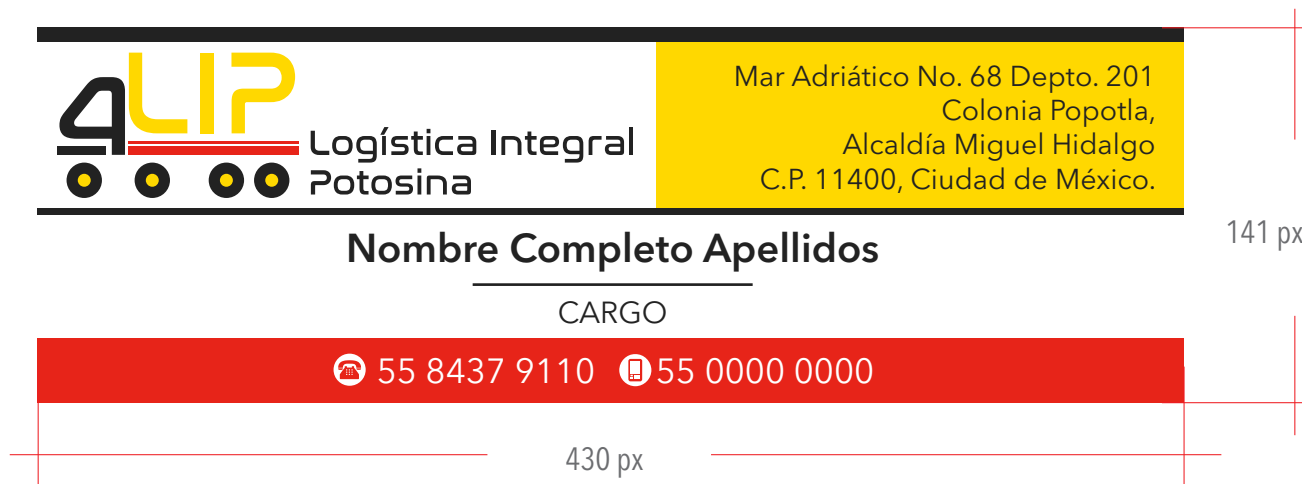 LIP
Logística Integral
Potosina
Mar Adriático No. 68 Depto. 201
Colonia Popotla,
Alcaldía Miguel Hidalgo
C.P. 11400, Ciudad de México.
Nombre Completo Apellidos
CARGO
55 8437 9110 55 0000 0000
141 px
430 px